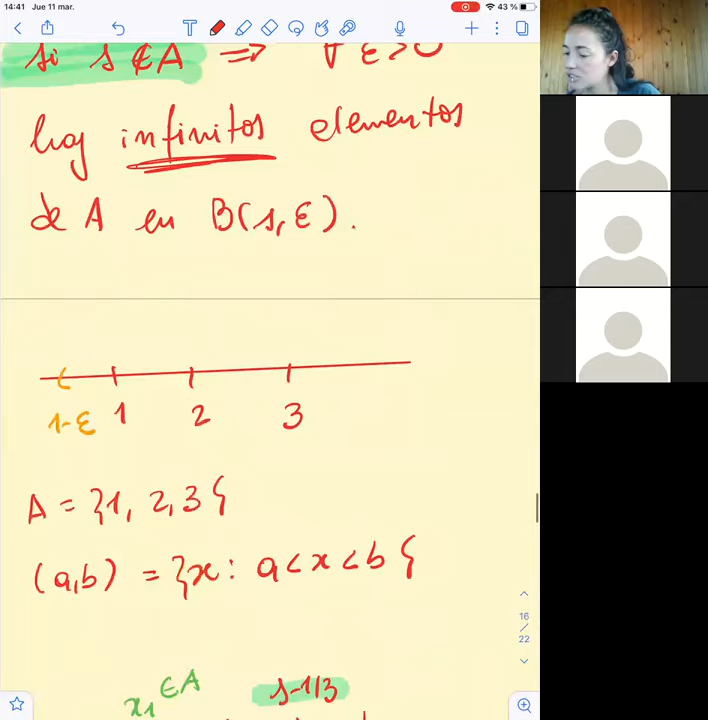 14:41 Jue 11 mar.
43 %
si s ∉ A ⇒ ∀ ε > 0
hay infinitos elementos
de A en B(s, ε).
1-ε 1 2 3
A = {1, 2, 3}
(a,b) = {x : a < x < b}
16
/
22
x₁ ∈ A
s-1/3